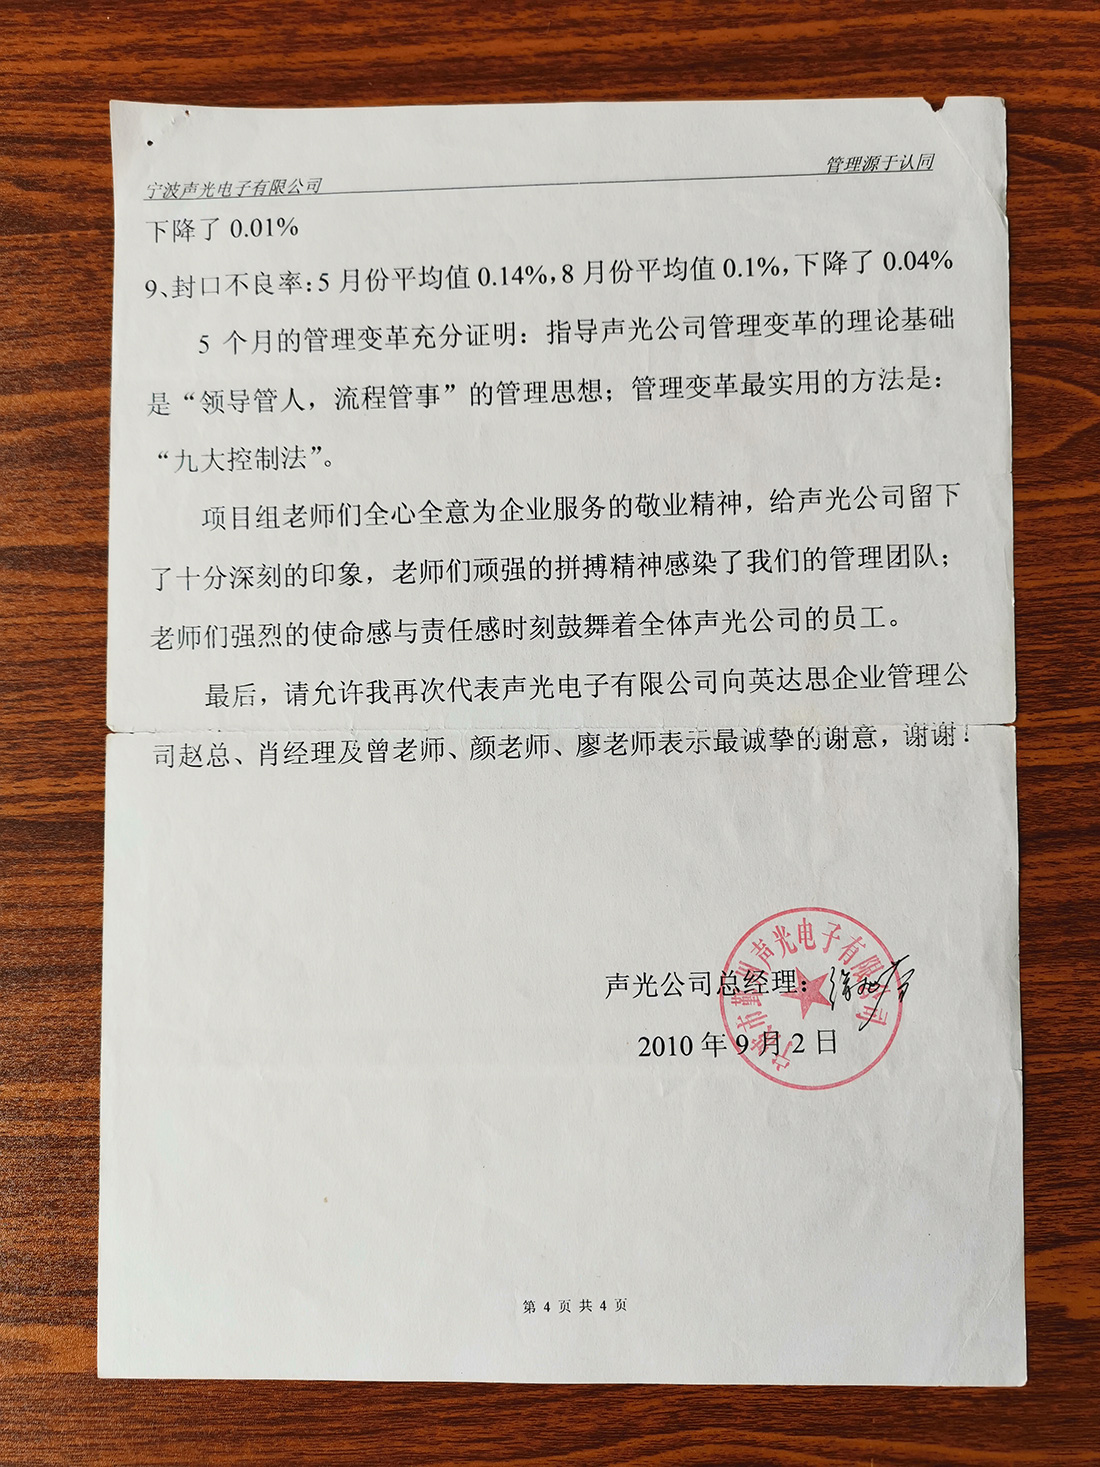 宁波声光电子有限公司 管理源于认同
下降了 0.01%
9、封口不良率：5 月份平均值 0.14%，8 月份平均值 0.1%，下降了 0.04%
5 个月的管理变革充分证明：指导声光公司管理变革的理论基础
是“领导管人，流程管事”的管理思想；管理变革最实用的方法是：
“九大控制法”。
项目组老师们全心全意为企业服务的敬业精神，给声光公司留下
了十分深刻的印象，老师们顽强的拼搏精神感染了我们的管理团队；
老师们强烈的使命感与责任感时刻鼓舞着全体声光公司的员工。
最后，请允许我再次代表声光电子有限公司向英达思企业管理公
司赵总、肖经理及曾老师、颜老师、廖老师表示最诚挚的谢意，谢谢！
宁波市鄞州声光电子有限公司
声光公司总经理：
2010 年 9 月 2 日
第 4 页 共 4 页